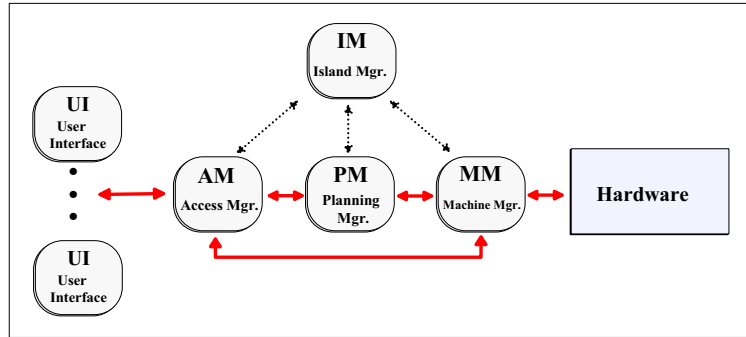 IM
Island Mgr.
UI
User
Interface
AM
Access Mgr.
PM
Planning
Mgr.
MM
Machine Mgr.
Hardware
UI
User
Interface